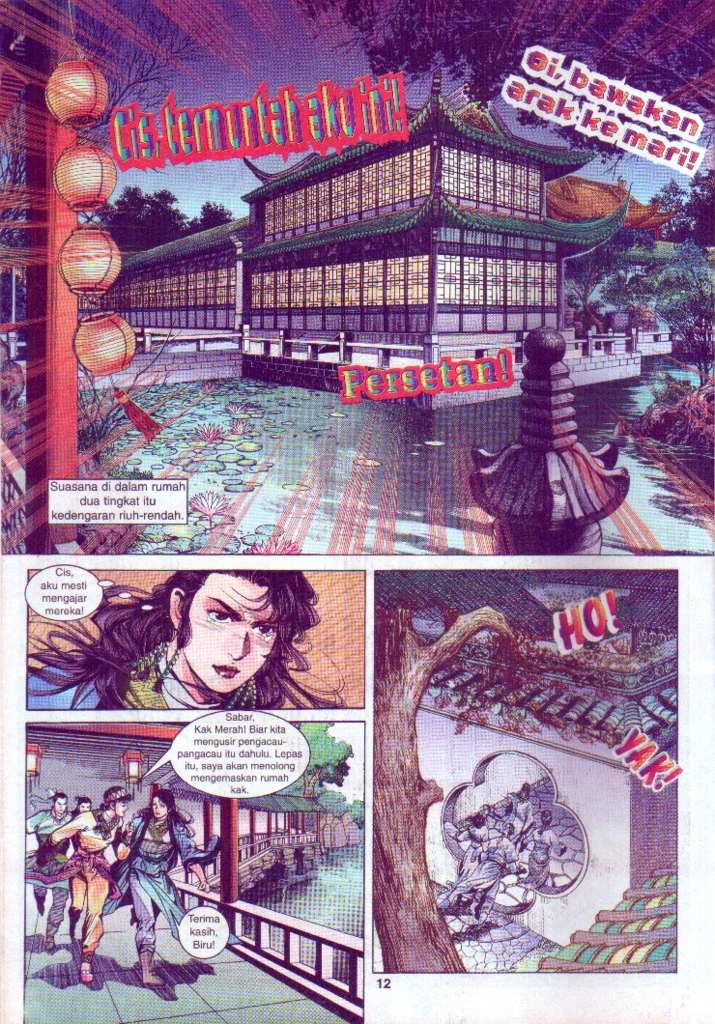 Cis, termuntah aku ini!
Oi, bawakan
arak ke mari!
Persetan!
Suasana di dalam rumah
dua tingkat itu
kedengaran riuh-rendah.
Cis,
aku mesti
mengajar
mereka!
Sabar,
Kak Merah! Biar kita
mengusir pengacau-
pangacau itu dahulu. Lepas
itu, saya akan menolong
mengemaskan rumah
kak.
Terima
kasih,
Biru!
HO!
YAK!
12